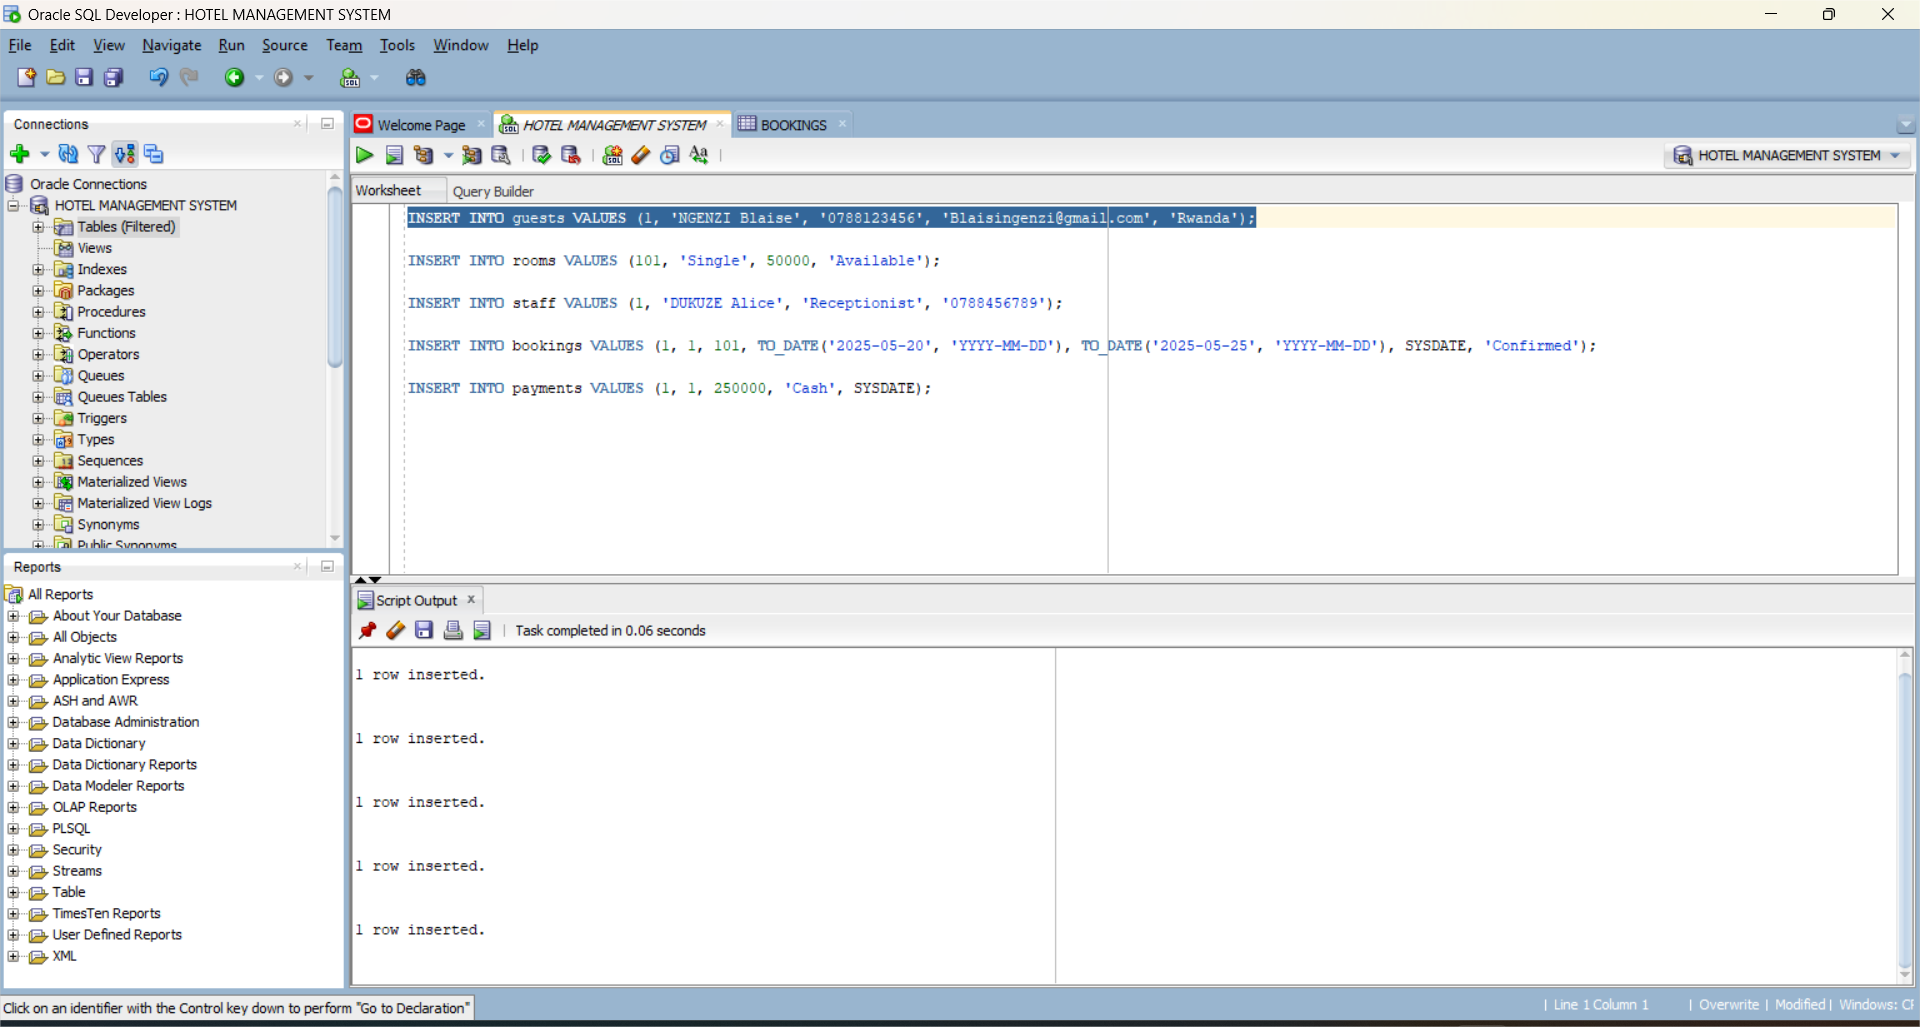 Oracle SQL Developer : HOTEL MANAGEMENT SYSTEM
File Edit View Navigate Run Source Team Tools Window Help
Connections
Oracle Connections
HOTEL MANAGEMENT SYSTEM
Tables (Filtered)
Views
Indexes
Packages
Procedures
Functions
Operators
Queues
Queues Tables
Triggers
Types
Sequences
Materialized Views
Materialized View Logs
Synonyms
Public Synonyms
Reports
All Reports
About Your Database
All Objects
Analytic View Reports
Application Express
ASH and AWR
Database Administration
Data Dictionary
Data Dictionary Reports
Data Modeler Reports
OLAP Reports
PLSQL
Security
Streams
Table
TimesTen Reports
User Defined Reports
XML
Welcome Page HOTEL MANAGEMENT SYSTEM BOOKINGS
HOTEL MANAGEMENT SYSTEM
Worksheet Query Builder
INSERT INTO guests VALUES (1, 'NGENZI Blaise', '0788123456', 'Blaisingenzi@gmail.com', 'Rwanda');
INSERT INTO rooms VALUES (101, 'Single', 50000, 'Available');
INSERT INTO staff VALUES (1, 'DUKUZE Alice', 'Receptionist', '0788456789');
INSERT INTO bookings VALUES (1, 1, 101, TO_DATE('2025-05-20', 'YYYY-MM-DD'), TO_DATE('2025-05-25', 'YYYY-MM-DD'), SYSDATE, 'Confirmed');
INSERT INTO payments VALUES (1, 1, 250000, 'Cash', SYSDATE);
Script Output
Task completed in 0.06 seconds
1 row inserted.
1 row inserted.
1 row inserted.
1 row inserted.
1 row inserted.
Click on an identifier with the Control key down to perform "Go to Declaration"
| Line 1 Column 1 | Overwrite | Modified | Windows: CF